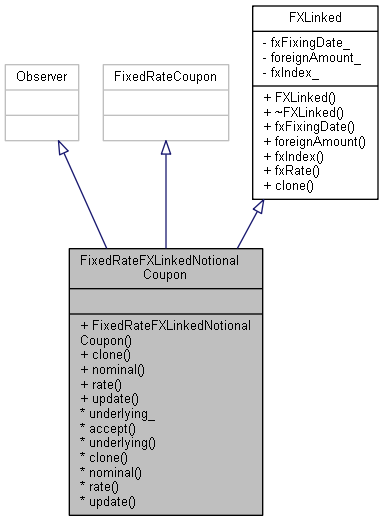 FXLinked
- fxFixingDate_
- foreignAmount_
- fxIndex_
+ FXLinked()
+ ~FXLinked()
+ fxFixingDate()
+ foreignAmount()
+ fxIndex()
+ fxRate()
+ clone()
Observer
FixedRateCoupon
FixedRateFXLinkedNotional
Coupon
+ FixedRateFXLinkedNotional
Coupon()
+ clone()
+ nominal()
+ rate()
+ update()
* underlying_
* accept()
* underlying()
* clone()
* nominal()
* rate()
* update()